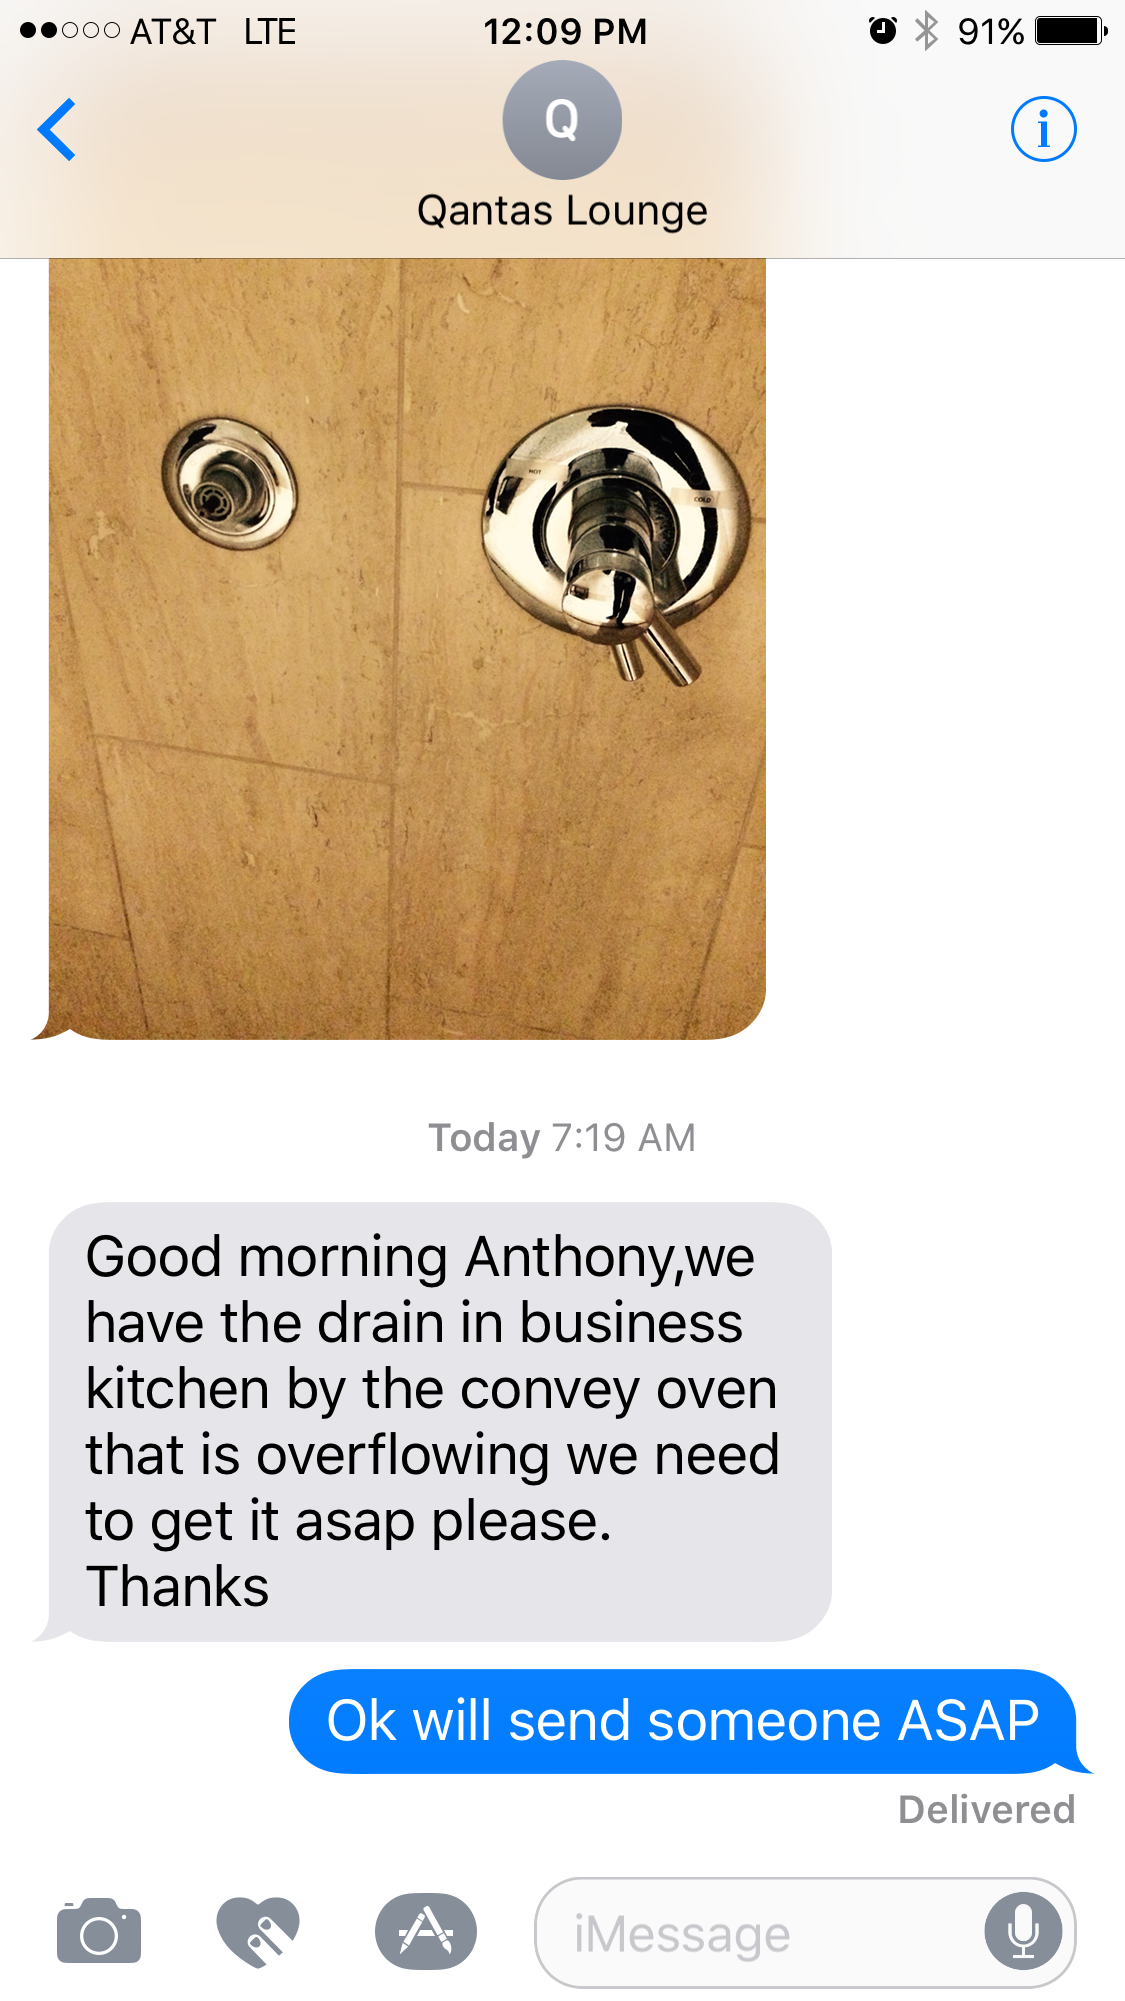 AT&T LTE 12:09 PM 91%
Q
Qantas Lounge
HOT
COLD
Today 7:19 AM
Good morning Anthony,we
have the drain in business
kitchen by the convey oven
that is overflowing we need
to get it asap please.
Thanks
Ok will send someone ASAP
Delivered
iMessage